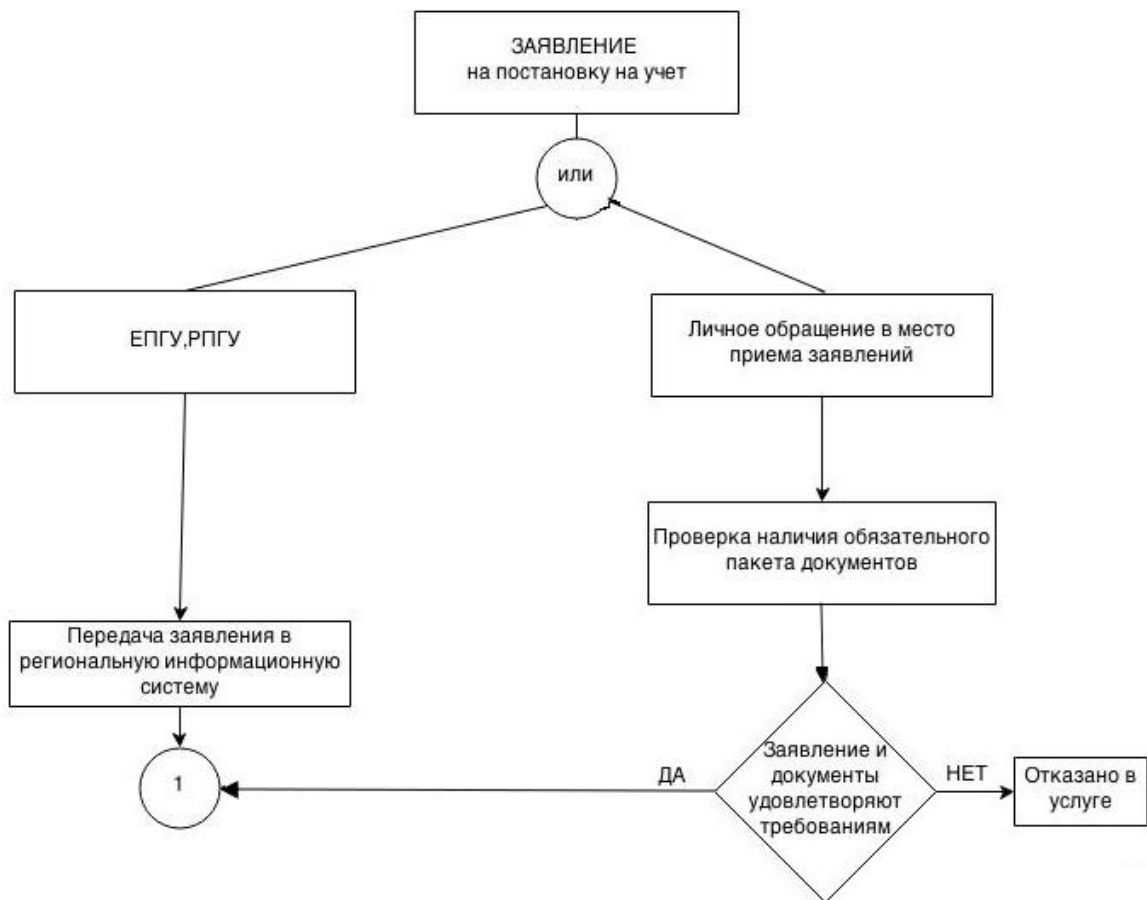 ЗАЯВЛЕНИЕ
на постановку на учет
или
ЕПГУ,РПГУ
Личное обращение в место
приема заявлений
Проверка наличия обязательного
пакета документов
Передача заявления в
региональную информационную
систему
1
ДА
Заявление и
документы
удовлетворяют
требованиям
НЕТ
Отказано в
услуге